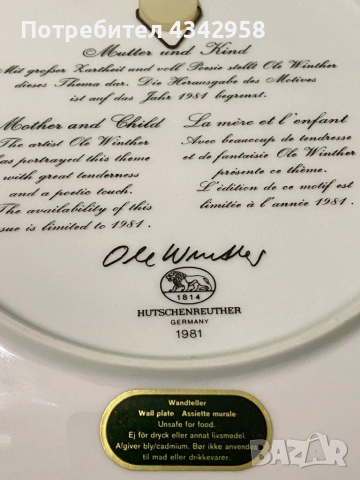 Потребител 4342958
Mutter und Kind
Mit großer Zartheit und voll Poesie stellt Ole Winther
dieses Thema dar. Die Herausgabe des Motives
ist auf das Jahr 1981 begrenzt.
Mother and Child
The artist Ole Winther
has portrayed this theme
with great tenderness
and a poetic touch.
The availability of this
issue is limited to 1981.
La mère et l'enfant
Avec beaucoup de tendresse
et de fantaisie Ole Winther
présente ce thème.
L'édition de ce motif est
limitée à l'année 1981.
Ole Winther
1814
HUTSCHENREUTHER
GERMANY
1981
Wandteller
Wall plate Assiette murale
Unsafe for food.
Ej för dryck eller annat livsmedel.
Afgiver bly/cadmium. Bør ikke anvendes
til mad eller drikkevarer.
bazar